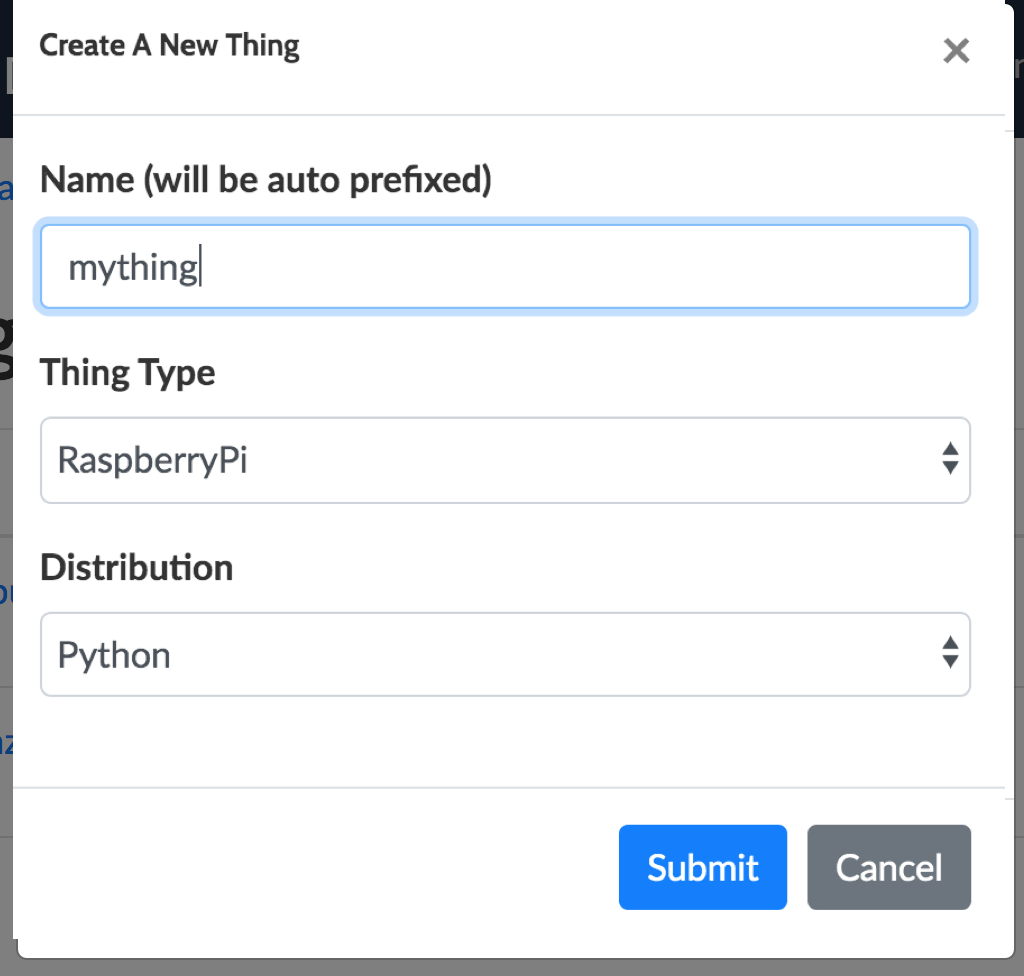 Create A New Thing
×
Name (will be auto prefixed)
mything
Thing Type
RaspberryPi
Distribution
Python
Submit
Cancel